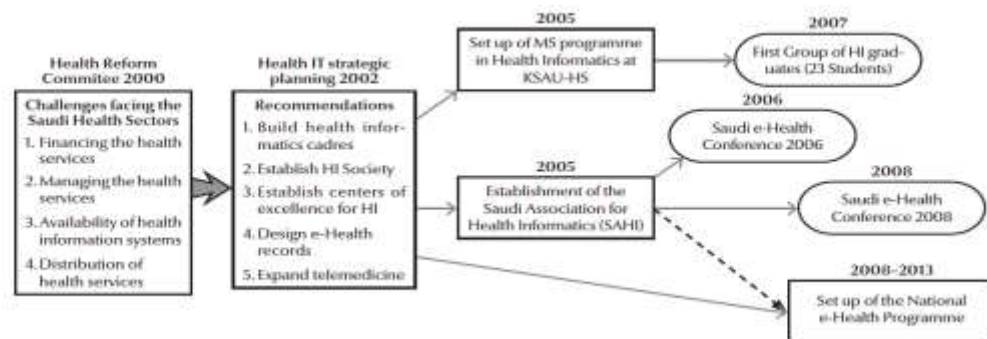 Health Reform
Commitee 2000
Challenges facing the
Saudi Health Sectors
1. Financing the health
services
2. Managing the health
services
3. Availability of health
information systems
4. Distribution of
health services
Health IT strategic
planning 2002
Recommendations
1. Build health infor-
matics cadres
2. Establish HI Society
3. Establish centers of
excellence for HI
4. Design e-Health
records
5. Expand telemedicine
2005
Set up of MS programme
in Health Informatics at
KSAU-HS
2007
First Group of HI grad-
uates (23 Students)
2005
Establishment of the
Saudi Association for
Health Informatics (SAHI)
2006
Saudi e-Health
Conference 2006
2008
Saudi e-Health
Conference 2008
2008–2013
Set up of the National
e-Health Programme